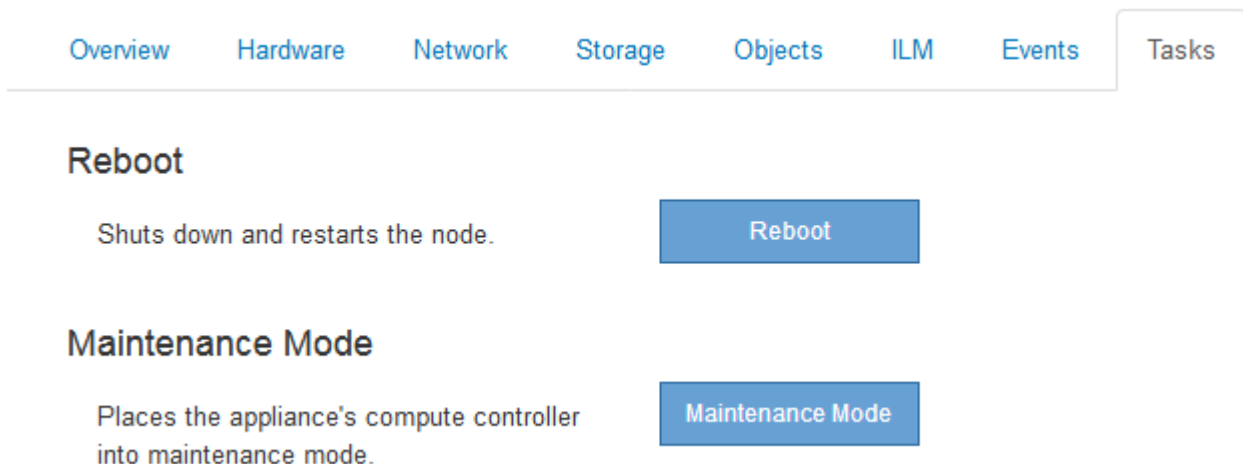 Overview Hardware Network Storage Objects ILM Events Tasks
Reboot
Shuts down and restarts the node.
Reboot
Maintenance Mode
Places the appliance's compute controller
into maintenance mode.
Maintenance Mode